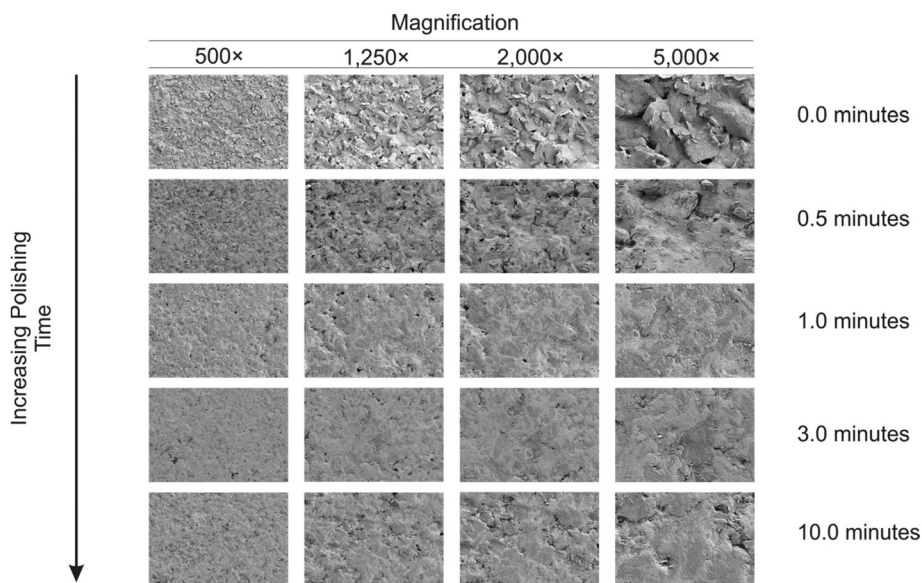 Magnification
500× 1,250× 2,000× 5,000×
0.0 minutes
0.5 minutes
Increasing Polishing
Time
1.0 minutes
3.0 minutes
10.0 minutes